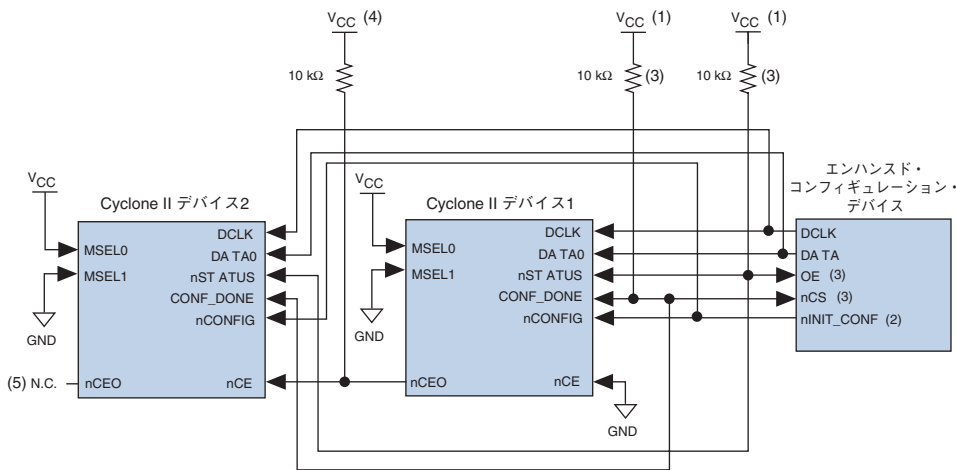 VCC (4)
VCC (1)
VCC (1)
10 kΩ
10 kΩ (3)
10 kΩ (3)
エンハンスド・
コンフィギュレーション・
デバイス
VCC
Cyclone II デバイス2
VCC
Cyclone II デバイス1
MSEL0
MSEL1
DCLK
DATA0
nSTATUS
CONF_DONE
nCONFIG
GND
(5) N.C.
nCEO
nCE
MSEL0
MSEL1
DCLK
DATA0
nSTATUS
CONF_DONE
nCONFIG
GND
nCEO
nCE
GND
DCLK
DATA
OE (3)
nCS (3)
nINIT_CONF (2)